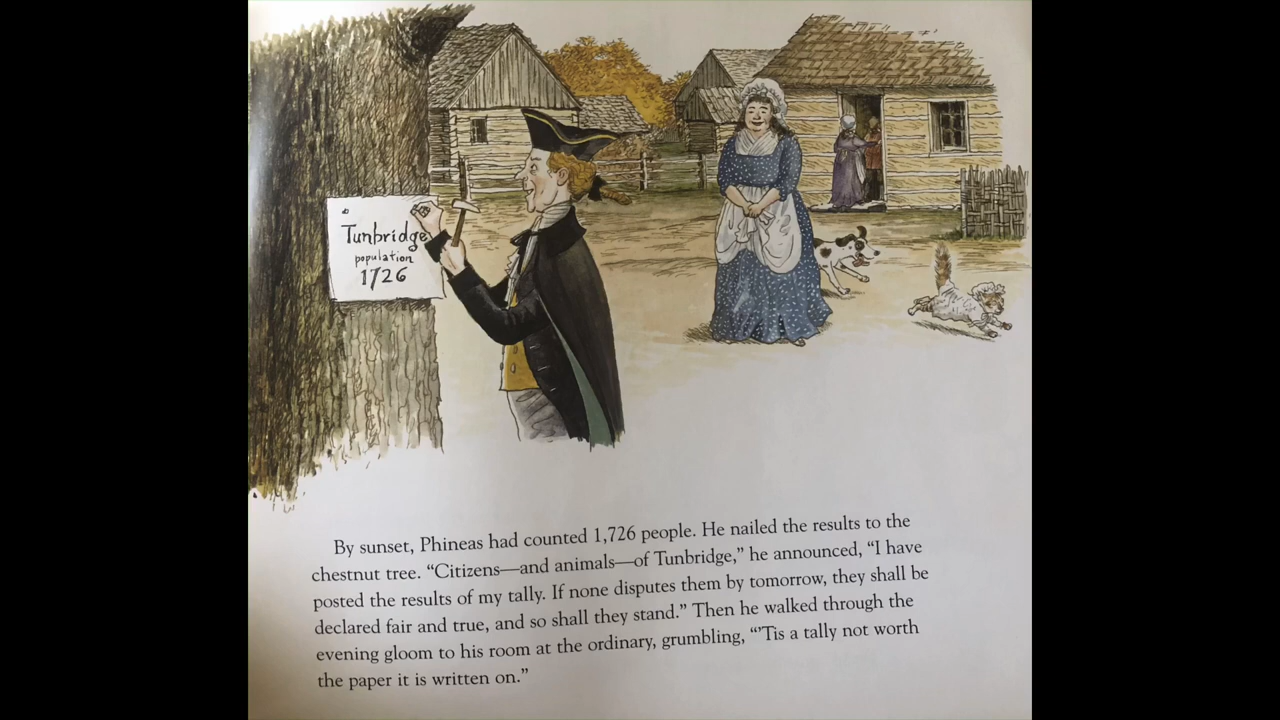 Tunbridge
population
1726
By sunset, Phineas had counted 1,726 people. He nailed the results to the
chestnut tree. “Citizens—and animals—of Tunbridge,” he announced, “I have
posted the results of my tally. If none disputes them by tomorrow, they shall be
declared fair and true, and so shall they stand.” Then he walked through the
evening gloom to his room at the ordinary, grumbling, “’Tis a tally not worth
the paper it is written on.”